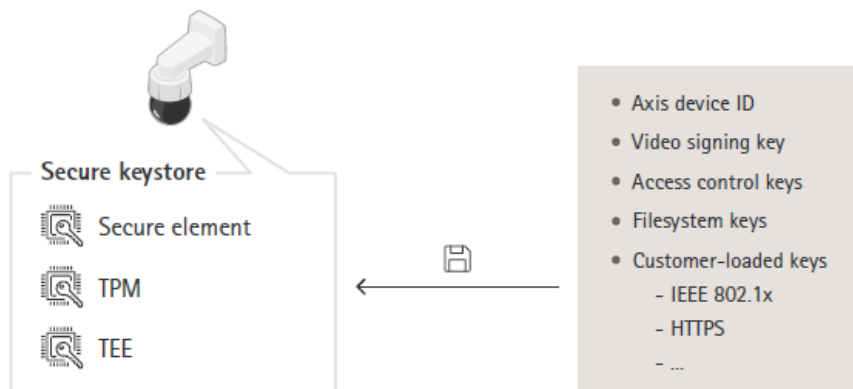 Secure keystore
Secure element
TPM
TEE
• Axis device ID
• Video signing key
• Access control keys
• Filesystem keys
• Customer-loaded keys
- IEEE 802.1x
- HTTPS
- ...